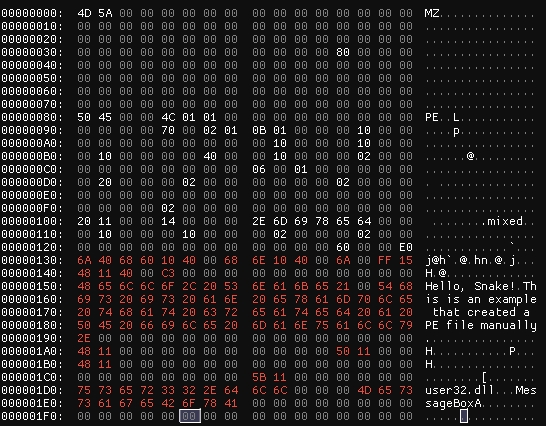 00000000: 4D 5A 00 00 00 00 00 00 00 00 00 00 00 00 00 00 MZ..............
00000010: 00 00 00 00 00 00 00 00 00 00 00 00 00 00 00 00 ................
00000020: 00 00 00 00 00 00 00 00 00 00 00 00 00 00 00 00 ................
00000030: 00 00 00 00 00 00 00 00 00 00 00 00 80 00 00 00 ................
00000040: 00 00 00 00 00 00 00 00 00 00 00 00 00 00 00 00 ................
00000050: 00 00 00 00 00 00 00 00 00 00 00 00 00 00 00 00 ................
00000060: 00 00 00 00 00 00 00 00 00 00 00 00 00 00 00 00 ................
00000070: 00 00 00 00 00 00 00 00 00 00 00 00 00 00 00 00 ................
00000080: 50 45 00 00 4C 01 01 00 00 00 00 00 00 00 00 00 PE..L...........
00000090: 00 00 00 00 70 00 02 01 0B 01 00 00 00 10 00 00 ....p...........
000000A0: 00 00 00 00 00 00 00 00 00 10 00 00 00 10 00 00 ................
000000B0: 00 10 00 00 00 00 40 00 00 10 00 00 00 02 00 00 ......@.........
000000C0: 00 00 00 00 00 00 00 00 06 00 01 00 00 00 00 00 ................
000000D0: 00 20 00 00 00 02 00 00 00 00 00 00 02 00 00 00 . ..............
000000E0: 00 00 00 00 00 00 00 00 00 00 00 00 00 00 00 00 ................
000000F0: 00 00 00 00 02 00 00 00 00 00 00 00 00 00 00 00 ................
00000100: 20 11 00 00 14 00 00 00 2E 6D 69 78 65 64 00 00  ........mixed..
00000110: 00 10 00 00 00 10 00 00 00 02 00 00 00 02 00 00 ................
00000120: 00 00 00 00 00 00 00 00 00 00 00 00 60 00 00 E0 ............`...
00000130: 6A 40 68 60 10 40 00 68 6E 10 40 00 6A 00 FF 15 j@h`.@.hn.@.j...
00000140: 48 11 40 00 C3 00 00 00 00 00 00 00 00 00 00 00 H.@.............
00000150: 48 65 6C 6C 6F 2C 20 53 6E 61 6B 65 21 00 54 68 Hello, Snake!.Th
00000160: 69 73 20 69 73 20 61 6E 20 65 78 61 6D 70 6C 65 is is an example
00000170: 20 74 68 61 74 20 63 72 65 61 74 65 64 20 61 20  that created a 
00000180: 50 45 20 66 69 6C 65 20 6D 61 6E 75 61 6C 6C 79 PE file manually
00000190: 2E 00 00 00 00 00 00 00 00 00 00 00 00 00 00 00 ................
000001A0: 48 11 00 00 00 00 00 00 00 00 00 00 50 11 00 00 H...........P...
000001B0: 48 11 00 00 00 00 00 00 00 00 00 00 00 00 00 00 H...............
000001C0: 00 00 00 00 00 00 00 00 5B 11 00 00 00 00 00 00 ........[.......
000001D0: 75 73 65 72 33 32 2E 64 6C 6C 00 00 00 4D 65 73 user32.dll...Mes
000001E0: 73 61 67 65 42 6F 78 41 00 00 00 00 00 00 00 00 sageBoxA........
000001F0: 00 00 00 00 00 00 00 00 00 00 00 00 00 00 00 00 ................